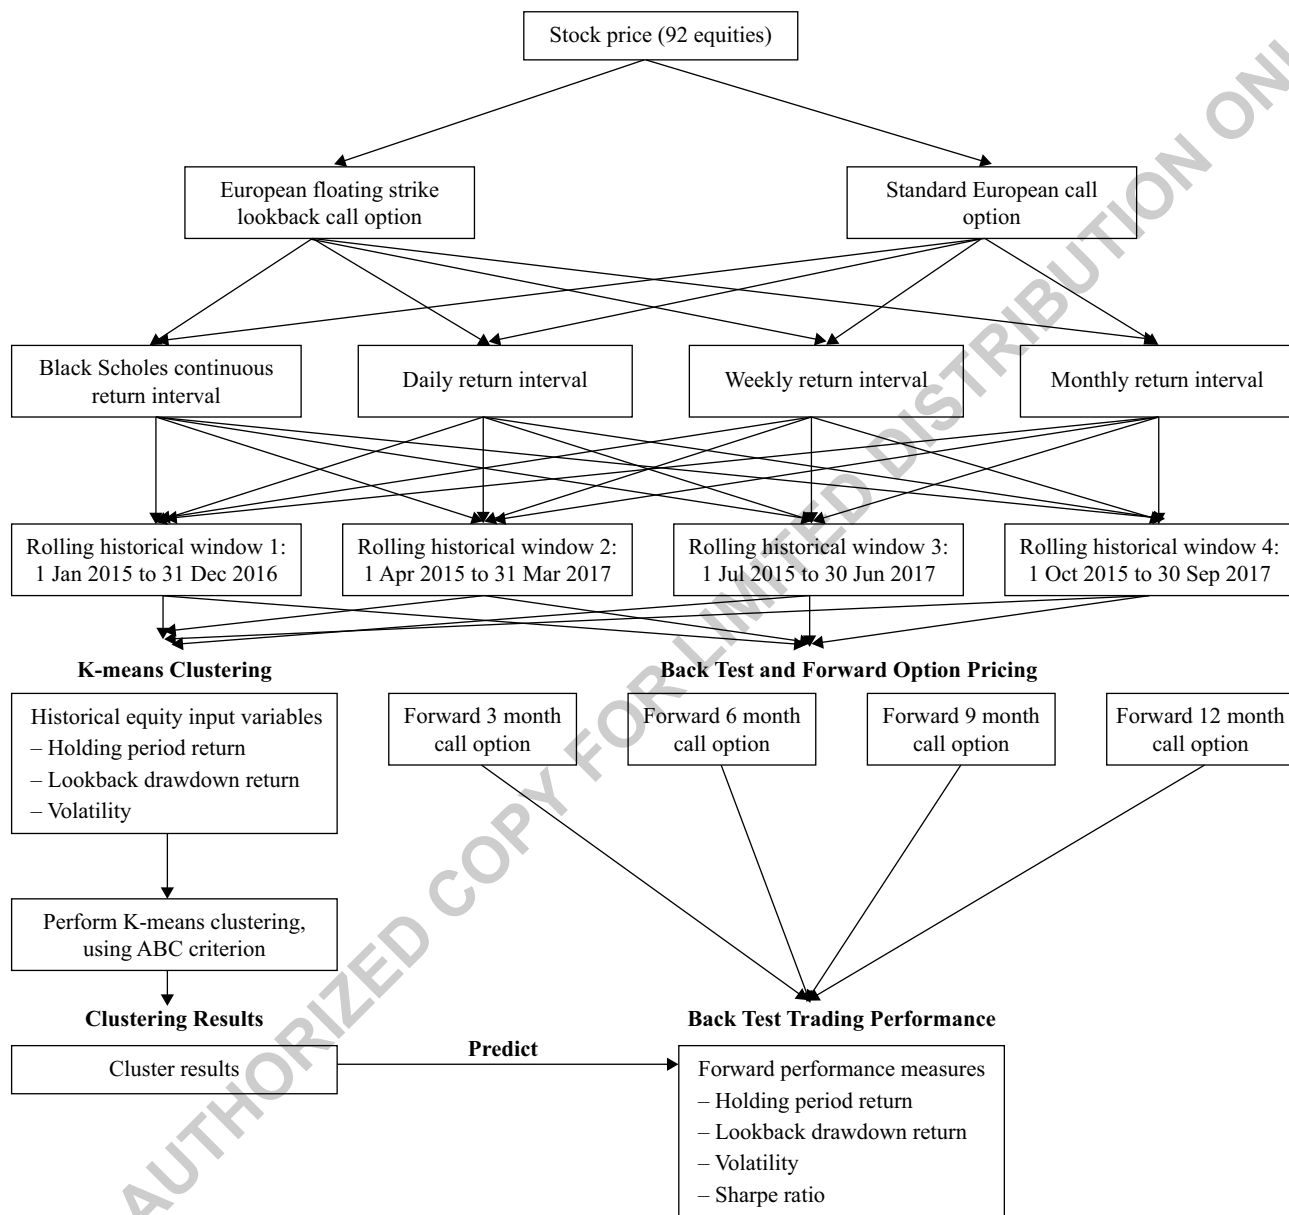 Stock price (92 equities)
European floating strike
lookback call option
Standard European call
option
Black Scholes continuous
return interval
Daily return interval
Weekly return interval
Monthly return interval
Rolling historical window 1:
1 Jan 2015 to 31 Dec 2016
Rolling historical window 2:
1 Apr 2015 to 31 Mar 2017
Rolling historical window 3:
1 Jul 2015 to 30 Jun 2017
Rolling historical window 4:
1 Oct 2015 to 30 Sep 2017
K-means Clustering
Back Test and Forward Option Pricing
Historical equity input variables
– Holding period return
– Lookback drawdown return
– Volatility
Forward 3 month
call option
Forward 6 month
call option
Forward 9 month
call option
Forward 12 month
call option
Perform K-means clustering,
using ABC criterion
Clustering Results
Back Test Trading Performance
Cluster results
Predict
Forward performance measures
– Holding period return
– Lookback drawdown return
– Volatility
– Sharpe ratio
AUTHORIZED COPY FOR LIMITED DISTRIBUTION